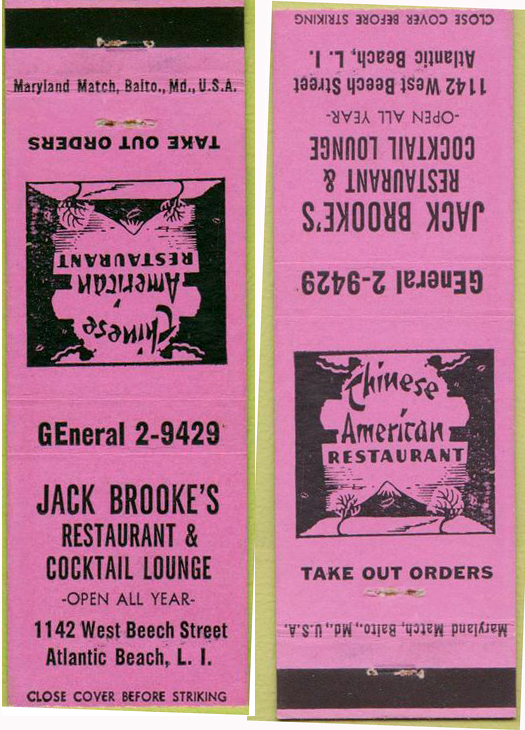 Maryland Match, Balto., Md., U.S.A.
TAKE OUT ORDERS
Chinese
American
RESTAURANT
GEneral 2-9429
JACK BROOKE'S
RESTAURANT &
COCKTAIL LOUNGE
-OPEN ALL YEAR-
1142 West Beech Street
Atlantic Beach, L. I.
CLOSE COVER BEFORE STRIKING
CLOSE COVER BEFORE STRIKING
Atlantic Beach, L. I.
1142 West Beech Street
-OPEN ALL YEAR-
COCKTAIL LOUNGE
RESTAURANT &
JACK BROOKE'S
GEneral 2-9429
Chinese
American
RESTAURANT
TAKE OUT ORDERS
Maryland Match, Balto., Md., U.S.A.